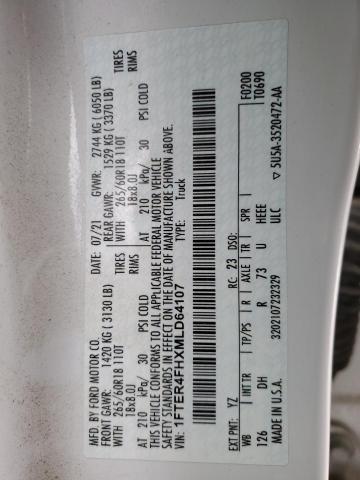 MFD. BY FORD MOTOR CO.
DATE: 07/21 GVWR: 2744 KG ( 6050 LB)
FRONT GAWR: 1420 KG ( 3130 LB) REAR GAWR: 1529 KG ( 3370 LB)
WITH 265/60R18 110T TIRES WITH 265/60R18 110T TIRES
18x8.0J RIMS 18x8.0J RIMS
AT 210 kPa/ 30 PSI COLD AT 210 kPa/ 30 PSI COLD
THIS VEHICLE CONFORMS TO ALL APPLICABLE FEDERAL MOTOR VEHICLE
SAFETY STANDARDS IN EFFECT ON THE DATE OF MANUFACTURE SHOWN ABOVE.
VIN: 1FTER4FHXMLD64107
TYPE: Truck
F0200
T0690
EXT PNT: YZ RC: 23 DSO:
WB INT TR TP/PS R AXLE TR SPR
126 DH R 73 U HEEE
MADE IN U.S.A. 3202107232329 ULC
▽ 5U5A-3520472-AA